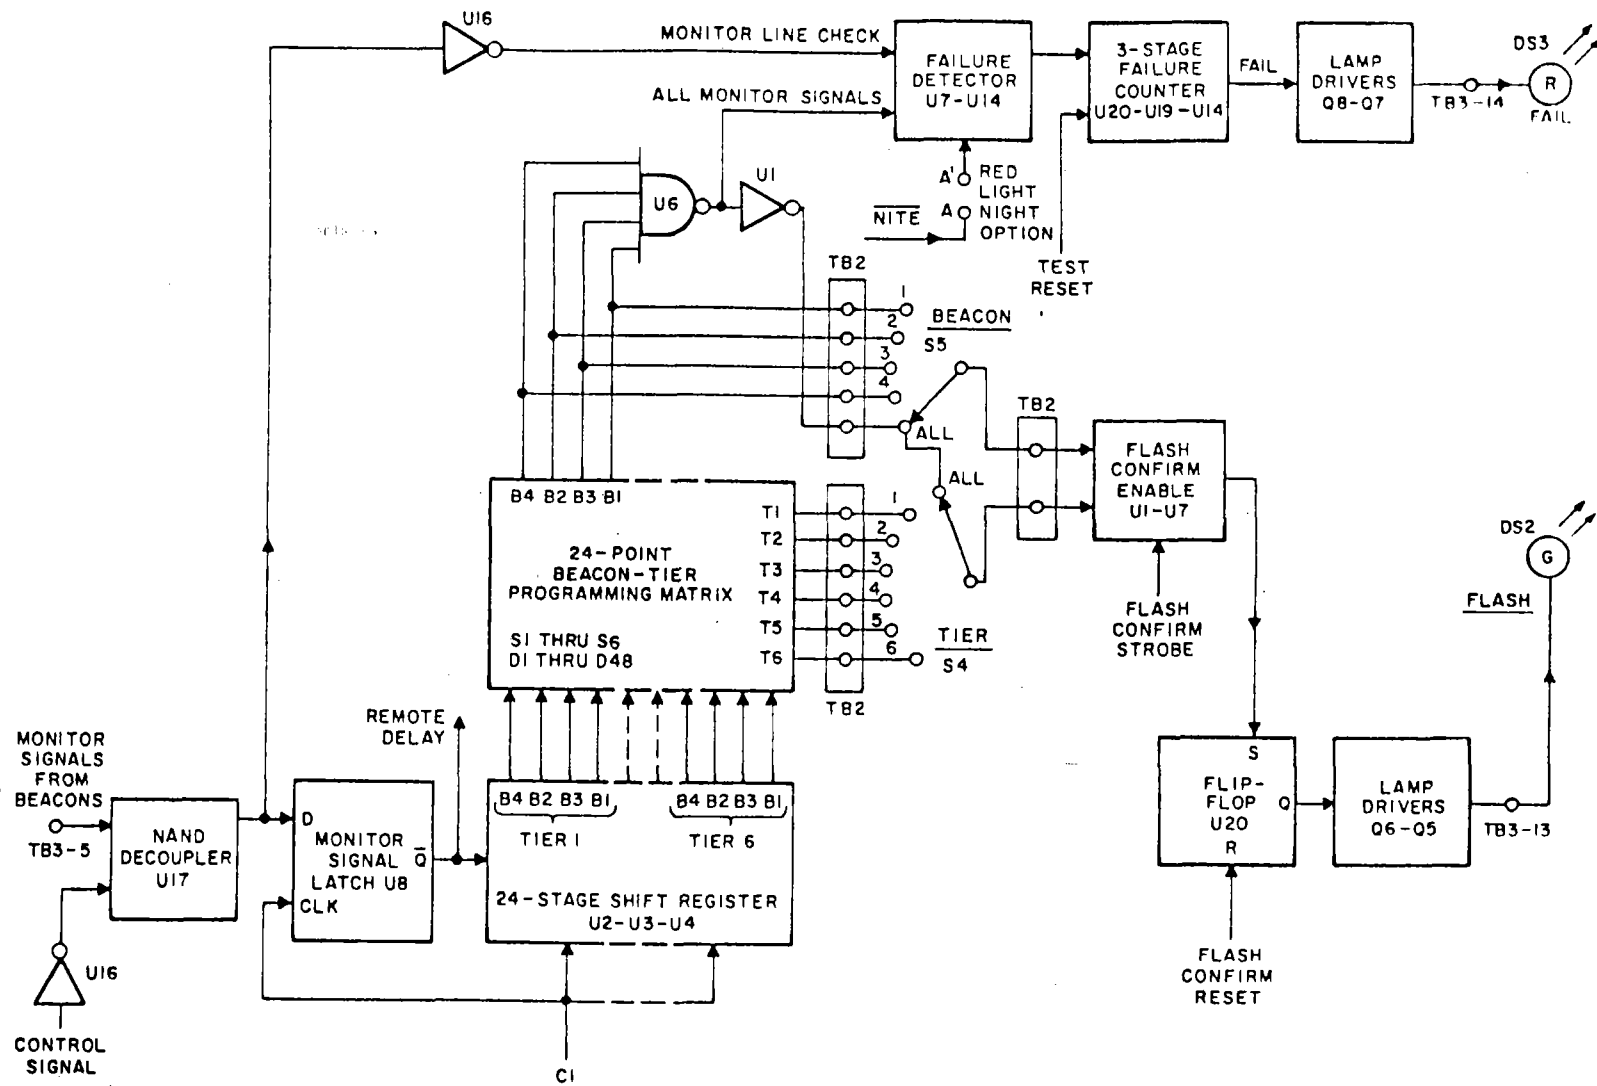 U16
MONITOR LINE CHECK
ALL MONITOR SIGNALS
FAILURE
DETECTOR
U7-U14
3-STAGE
FAILURE
COUNTER
U20-U19-U14
FAIL
LAMP
DRIVERS
Q8-Q7
TB3-14
DS3
R
FAIL
U6
U1
A'
A
RED
LIGHT
NIGHT
OPTION
NITE
TEST
RESET
TB2
1
2
3
4
BEACON
S5
ALL
ALL
TB2
FLASH
CONFIRM
ENABLE
U1-U7
FLASH
CONFIRM
STROBE
B4 B2 B3 B1
24-POINT
BEACON-TIER
PROGRAMMING MATRIX
S1 THRU S6
D1 THRU D48
T1
T2
T3
T4
T5
T6
1
2
3
4
5
6
TIER
S4
TB2
DS2
G
FLASH
REMOTE
DELAY
MONITOR
SIGNALS
FROM
BEACONS
TB3-5
NAND
DECOUPLER
U17
D
MONITOR
SIGNAL
LATCH U8
Q
CLK
B4 B2 B3 B1
TIER 1
B4 B2 B3 B1
TIER 6
24-STAGE SHIFT REGISTER
U2-U3-U4
S
FLIP-
FLOP
U20
Q
R
LAMP
DRIVERS
Q6-Q5
TB3-13
FLASH
CONFIRM
RESET
U16
CONTROL
SIGNAL
C1